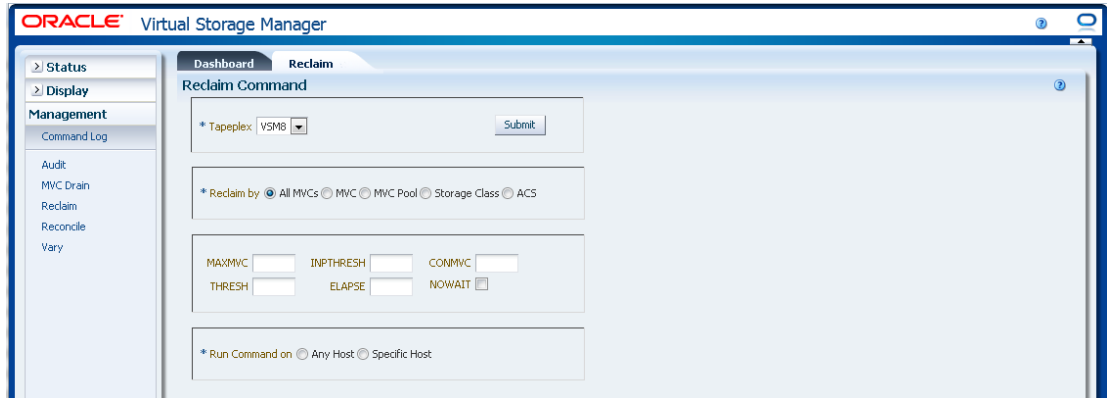 ORACLE® Virtual Storage Manager
Status
Display
Management
Command Log
Audit
MVC Drain
Reclaim
Reconcile
Vary
Dashboard Reclaim
Reclaim Command
* Tapeplex VSM8 Submit
* Reclaim by All MVCs MVC MVC Pool Storage Class ACS
MAXMVC INPTHRESH CONMVC
THRESH ELAPSE NOWAIT
* Run Command on Any Host Specific Host